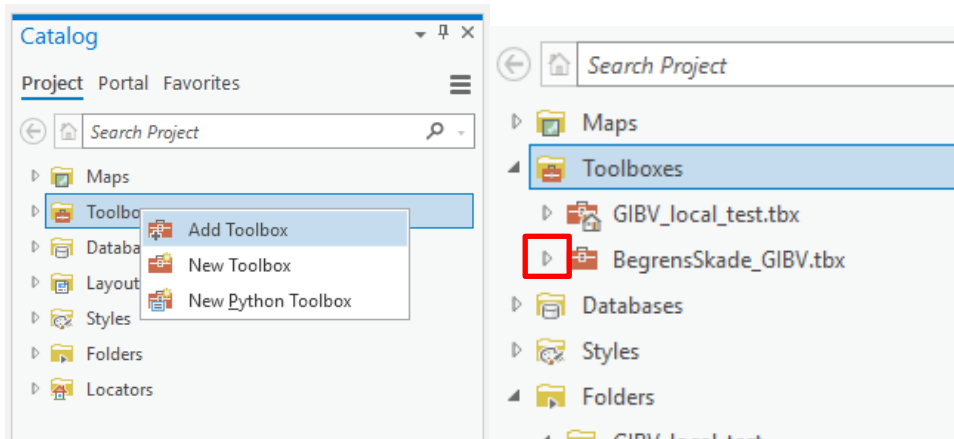 Catalog
Project Portal Favorites
Search Project
Maps
Toolbo
Add Toolbox
Databa
New Toolbox
Layout
New Python Toolbox
Styles
Folders
Locators
Search Project
Maps
Toolboxes
GIBV_local_test.tbx
BegrensSkade_GIBV.tbx
Databases
Styles
Folders